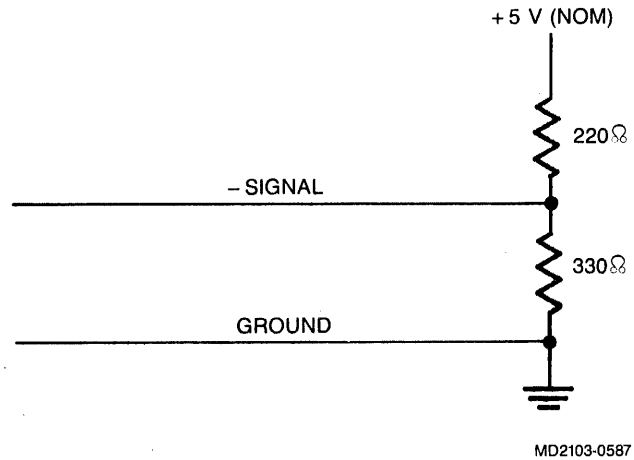 +5 V (NOM)
220Ω
– SIGNAL
330Ω
GROUND
MD2103-0587